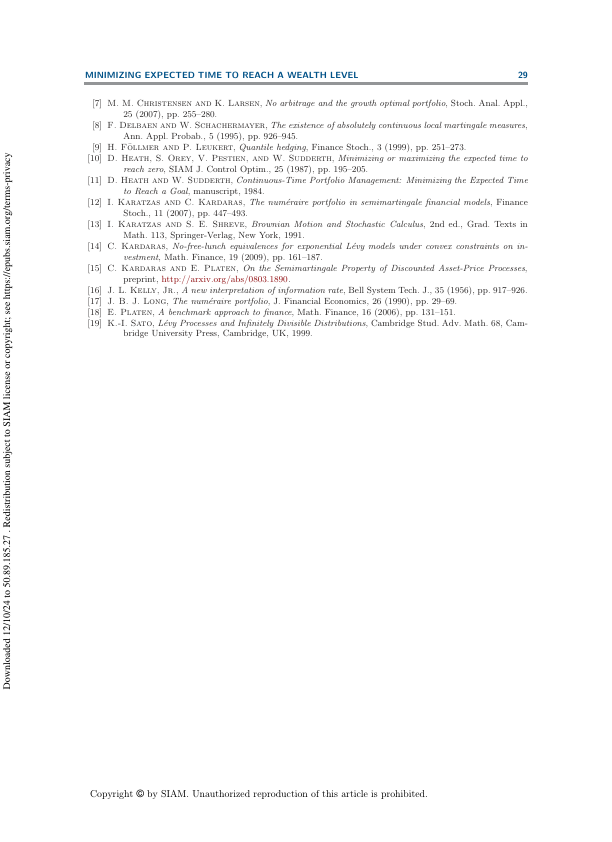 MINIMIZING EXPECTED TIME TO REACH A WEALTH LEVEL 29
[7] M. M. Christensen and K. Larsen, No arbitrage and the growth optimal portfolio, Stoch. Anal. Appl.,
25 (2007), pp. 255–280.
[8] F. Delbaen and W. Schachermayer, The existence of absolutely continuous local martingale measures,
Ann. Appl. Probab., 5 (1995), pp. 926–945.
[9] H. Föllmer and P. Leukert, Quantile hedging, Finance Stoch., 3 (1999), pp. 251–273.
[10] D. Heath, S. Orey, V. Pestien, and W. Sudderth, Minimizing or maximizing the expected time to
reach zero, SIAM J. Control Optim., 25 (1987), pp. 195–205.
[11] D. Heath and W. Sudderth, Continuous-Time Portfolio Management: Minimizing the Expected Time
to Reach a Goal, manuscript, 1984.
[12] I. Karatzas and C. Kardaras, The numéraire portfolio in semimartingale financial models, Finance
Stoch., 11 (2007), pp. 447–493.
[13] I. Karatzas and S. E. Shreve, Brownian Motion and Stochastic Calculus, 2nd ed., Grad. Texts in
Math. 113, Springer-Verlag, New York, 1991.
[14] C. Kardaras, No-free-lunch equivalences for exponential Lévy models under convex constraints on in-
vestment, Math. Finance, 19 (2009), pp. 161–187.
[15] C. Kardaras and E. Platen, On the Semimartingale Property of Discounted Asset-Price Processes,
preprint, http://arxiv.org/abs/0803.1890.
[16] J. L. Kelly, Jr., A new interpretation of information rate, Bell System Tech. J., 35 (1956), pp. 917–926.
[17] J. B. J. Long, The numéraire portfolio, J. Financial Economics, 26 (1990), pp. 29–69.
[18] E. Platen, A benchmark approach to finance, Math. Finance, 16 (2006), pp. 131–151.
[19] K.-I. Sato, Lévy Processes and Infinitely Divisible Distributions, Cambridge Stud. Adv. Math. 68, Cam-
bridge University Press, Cambridge, UK, 1999.
Downloaded 12/10/24 to 50.89.185.27 . Redistribution subject to SIAM license or copyright; see https://epubs.siam.org/terms-privacy
Copyright © by SIAM. Unauthorized reproduction of this article is prohibited.